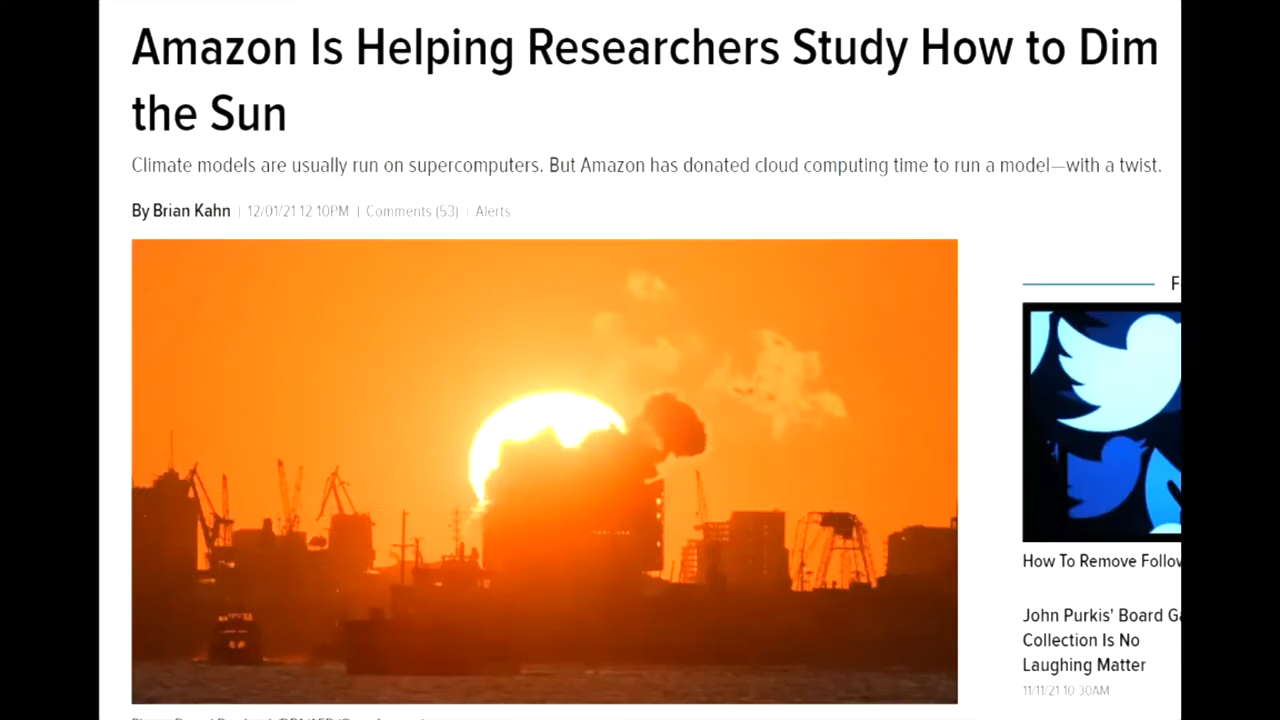 Amazon Is Helping Researchers Study How to Dim
the Sun
Climate models are usually run on supercomputers. But Amazon has donated cloud computing time to run a model—with a twist.
By Brian Kahn | 12/01/21 12:10PM | Comments (53) | Alerts
F
How To Remove Follow
John Purkis' Board Ga
Collection Is No
Laughing Matter
11/11/21 10:30AM